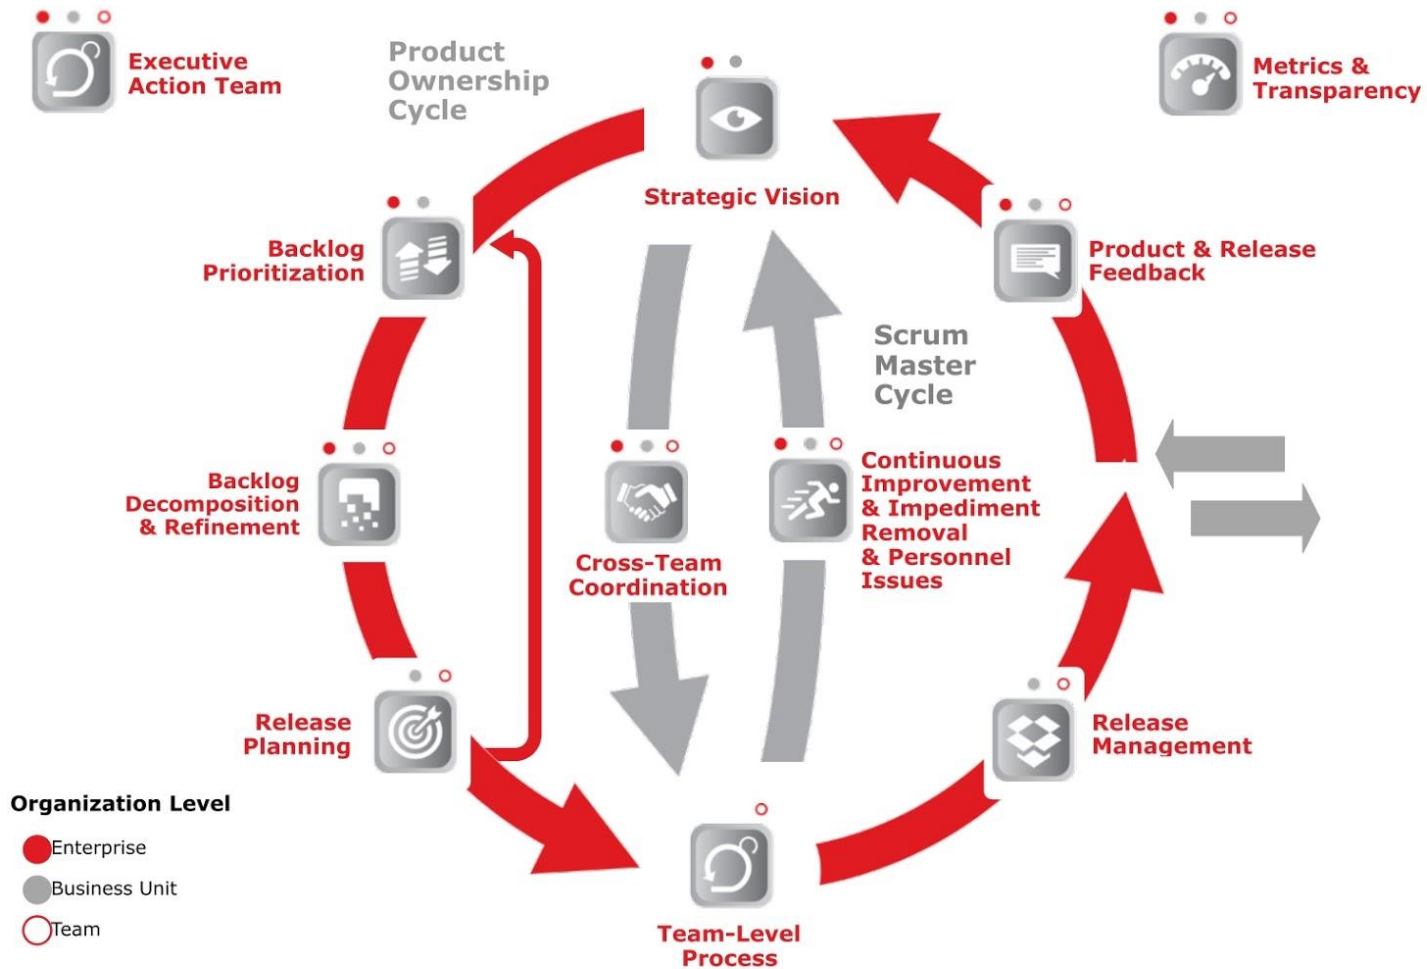 Executive
Action Team
Product
Ownership
Cycle
Metrics &
Transparency
Strategic Vision
Backlog
Prioritization
Product & Release
Feedback
Scrum
Master
Cycle
Backlog
Decomposition
& Refinement
Cross-Team
Coordination
Continuous
Improvement
& Impediment
Removal
& Personnel
Issues
Release
Planning
Release
Management
Organization Level
Enterprise
Business Unit
Team
Team-Level
Process